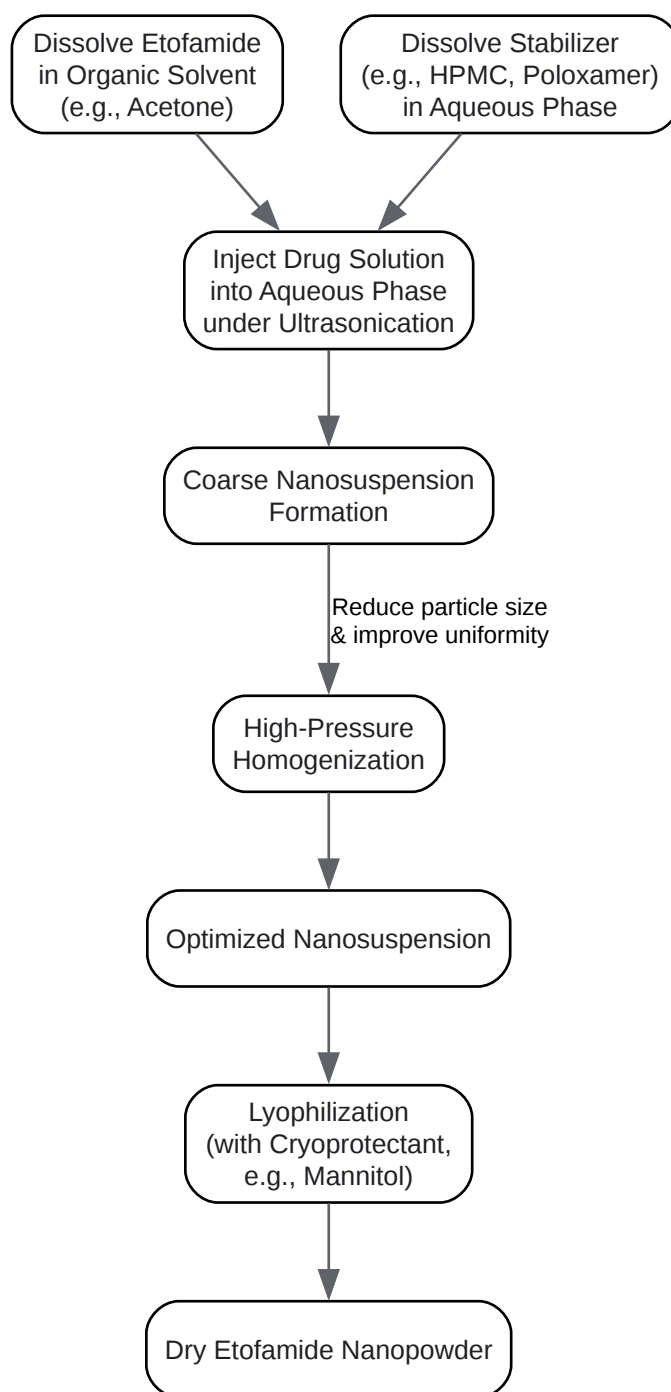 Dissolve Etofamide
in Organic Solvent
(e.g., Acetone)
Dissolve Stabilizer
(e.g., HPMC, Poloxamer)
in Aqueous Phase
Inject Drug Solution
into Aqueous Phase
under Ultrasonication
Coarse Nanosuspension
Formation
Reduce particle size
& improve uniformity
High-Pressure
Homogenization
Optimized Nanosuspension
Lyophilization
(with Cryoprotectant,
e.g., Mannitol)
Dry Etofamide Nanopowder